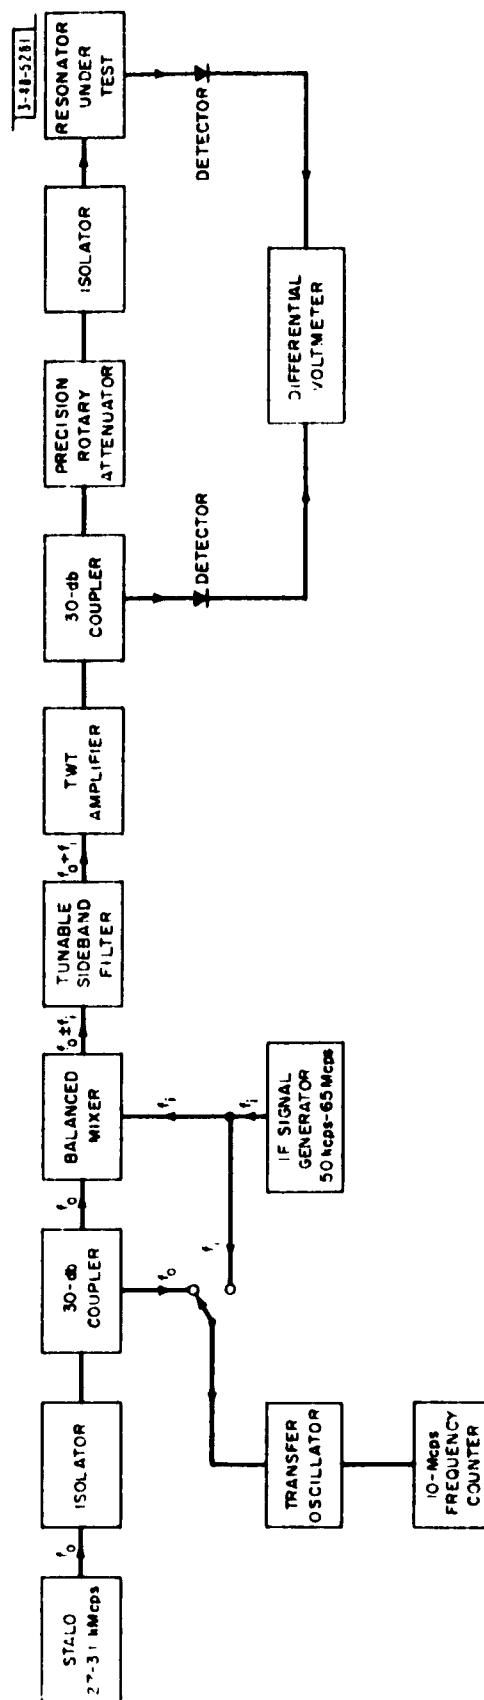 3-48-5281
STALO
27-31 kMcps
f₀
ISOLATOR
30-db
COUPLER
f₀
f₀
BALANCED
MIXER
f₀ ± fᵢ
TUNABLE
SIDEBAND
FILTER
f₀ + fᵢ
TWT
AMPLIFIER
30-db
COUPLER
PRECISION
ROTARY
ATTENUATOR
ISOLATOR
RESONATOR
UNDER
TEST
DETECTOR
DETECTOR
DIFFERENTIAL
VOLTMETER
fᵢ
fᵢ
fᵢ
IF SIGNAL
GENERATOR
50 kcps-65 Mcps
TRANSFER
OSCILLATOR
10-Mcps
FREQUENCY
COUNTER